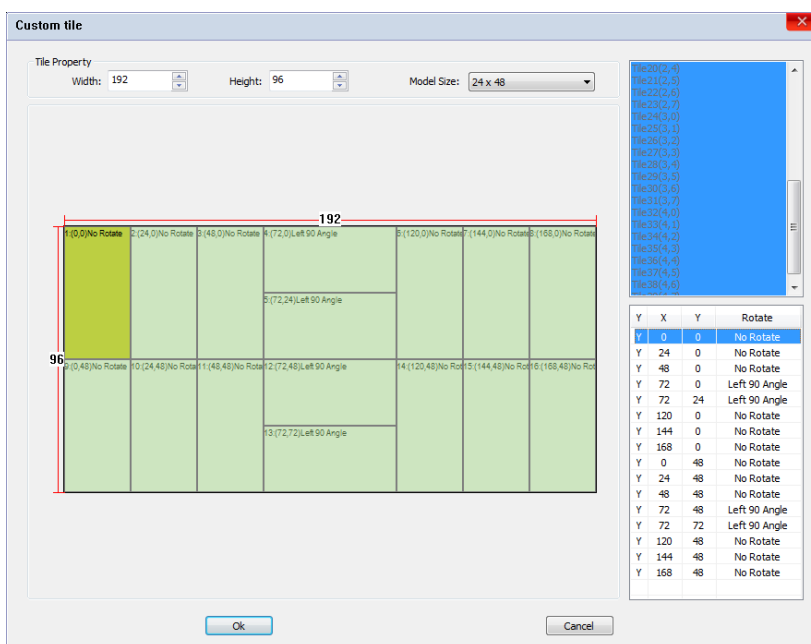 Custom tile
Tile Property
Width: 192 Height: 96 Model Size: 24 x 48
Tile20(2,4)
Tile21(2,5)
Tile22(2,6)
Tile23(2,7)
Tile24(3,0)
Tile25(3,1)
Tile26(3,2)
Tile27(3,3)
Tile28(3,4)
Tile29(3,5)
Tile30(3,6)
Tile31(3,7)
Tile32(4,0)
Tile33(4,1)
Tile34(4,2)
Tile35(4,3)
Tile36(4,4)
Tile37(4,5)
Tile38(4,6)
192
1:(0,0)No Rotate 2:(24,0)No Rotate 3:(48,0)No Rotate 4:(72,0)Left 90 Angle 6:(120,0)No Rotate 7:(144,0)No Rotate 8:(168,0)No Rotate
5:(72,24)Left 90 Angle
96
9:(0,48)No Rotate 10:(24,48)No Rota 11:(48,48)No Rota 12:(72,48)Left 90 Angle 14:(120,48)No Rot 15:(144,48)No Rot 16:(168,48)No Rot
13:(72,72)Left 90 Angle
Y X Y Rotate
Y 0 0 No Rotate
Y 24 0 No Rotate
Y 48 0 No Rotate
Y 72 0 Left 90 Angle
Y 72 24 Left 90 Angle
Y 120 0 No Rotate
Y 144 0 No Rotate
Y 168 0 No Rotate
Y 0 48 No Rotate
Y 24 48 No Rotate
Y 48 48 No Rotate
Y 72 48 Left 90 Angle
Y 72 72 Left 90 Angle
Y 120 48 No Rotate
Y 144 48 No Rotate
Y 168 48 No Rotate
Ok Cancel